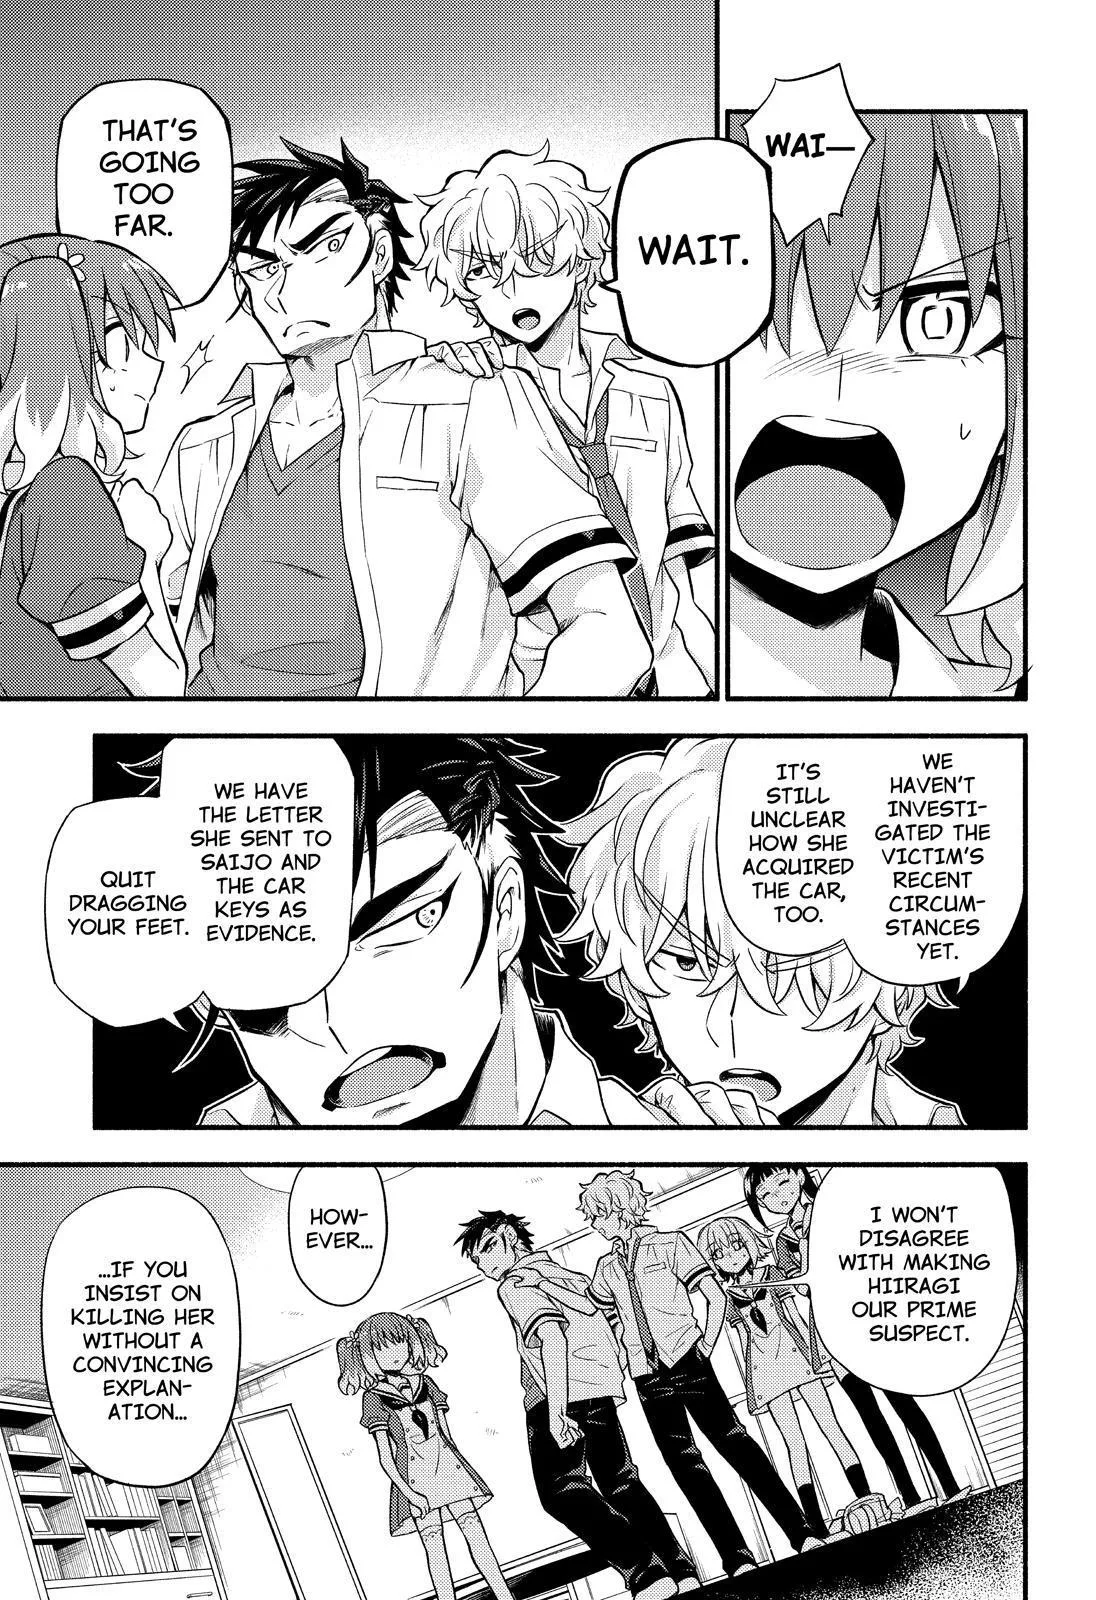 WAI—
WAIT.
THAT'S
GOING
TOO
FAR.
WE
HAVEN'T
INVESTI-
GATED THE
VICTIM'S
RECENT
CIRCUM-
STANCES
YET.
IT'S
STILL
UNCLEAR
HOW SHE
ACQUIRED
THE CAR,
TOO.
WE HAVE
THE LETTER
SHE SENT TO
SAIJO AND
THE CAR
KEYS AS
EVIDENCE.
QUIT
DRAGGING
YOUR FEET.
I WON'T
DISAGREE
WITH MAKING
HIIRAGI
OUR PRIME
SUSPECT.
HOW-
EVER...
...IF YOU
INSIST ON
KILLING HER
WITHOUT A
CONVINCING
EXPLAN-
ATION...